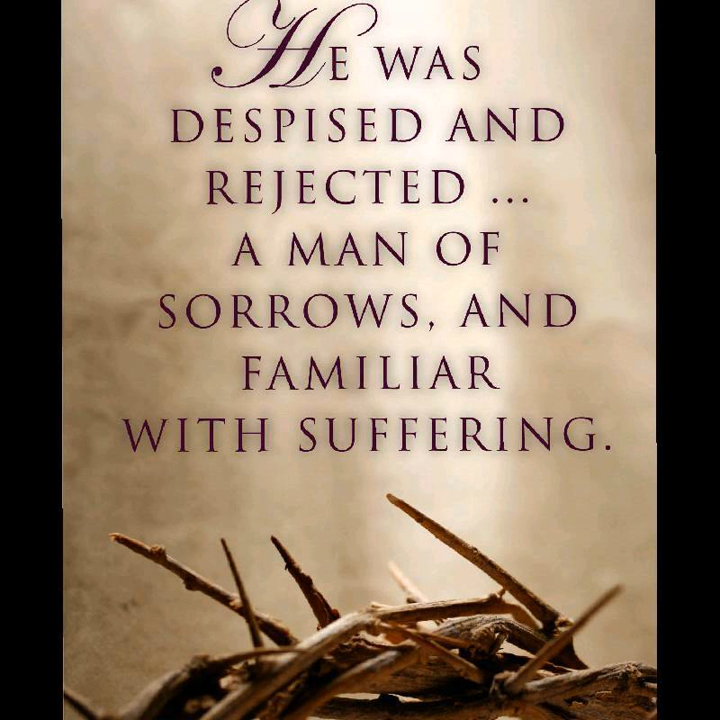 HE WAS
DESPISED AND
REJECTED ...
A MAN OF
SORROWS, AND
FAMILIAR
WITH SUFFERING.